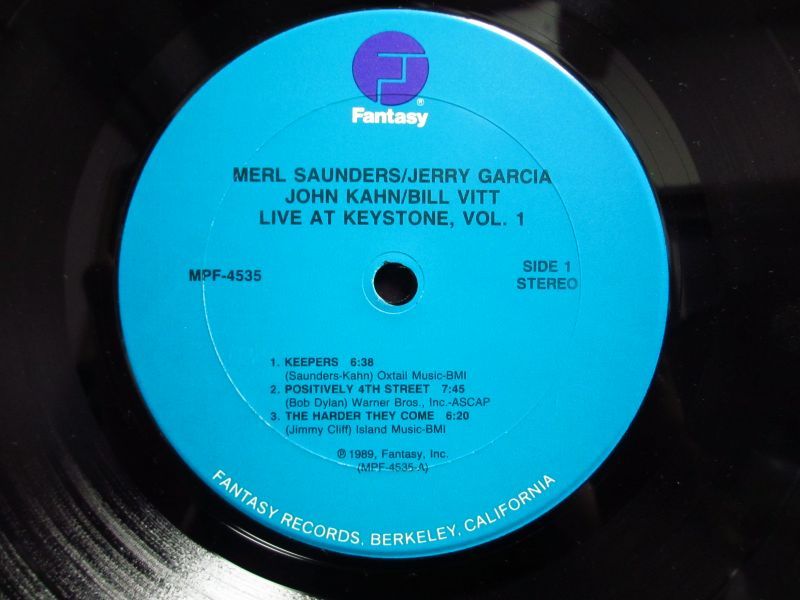 Fantasy®
MERL SAUNDERS/JERRY GARCIA
JOHN KAHN/BILL VITT
LIVE AT KEYSTONE, VOL. 1
MPF-4535
SIDE 1
STEREO
1. KEEPERS 6:38
(Saunders-Kahn) Oxtail Music-BMI
2. POSITIVELY 4TH STREET 7:45
(Bob Dylan) Warner Bros., Inc.-ASCAP
3. THE HARDER THEY COME 6:20
(Jimmy Cliff) Island Music-BMI
℗ 1989, Fantasy, Inc.
(MPF-4535-A)
FANTASY RECORDS, BERKELEY, CALIFORNIA